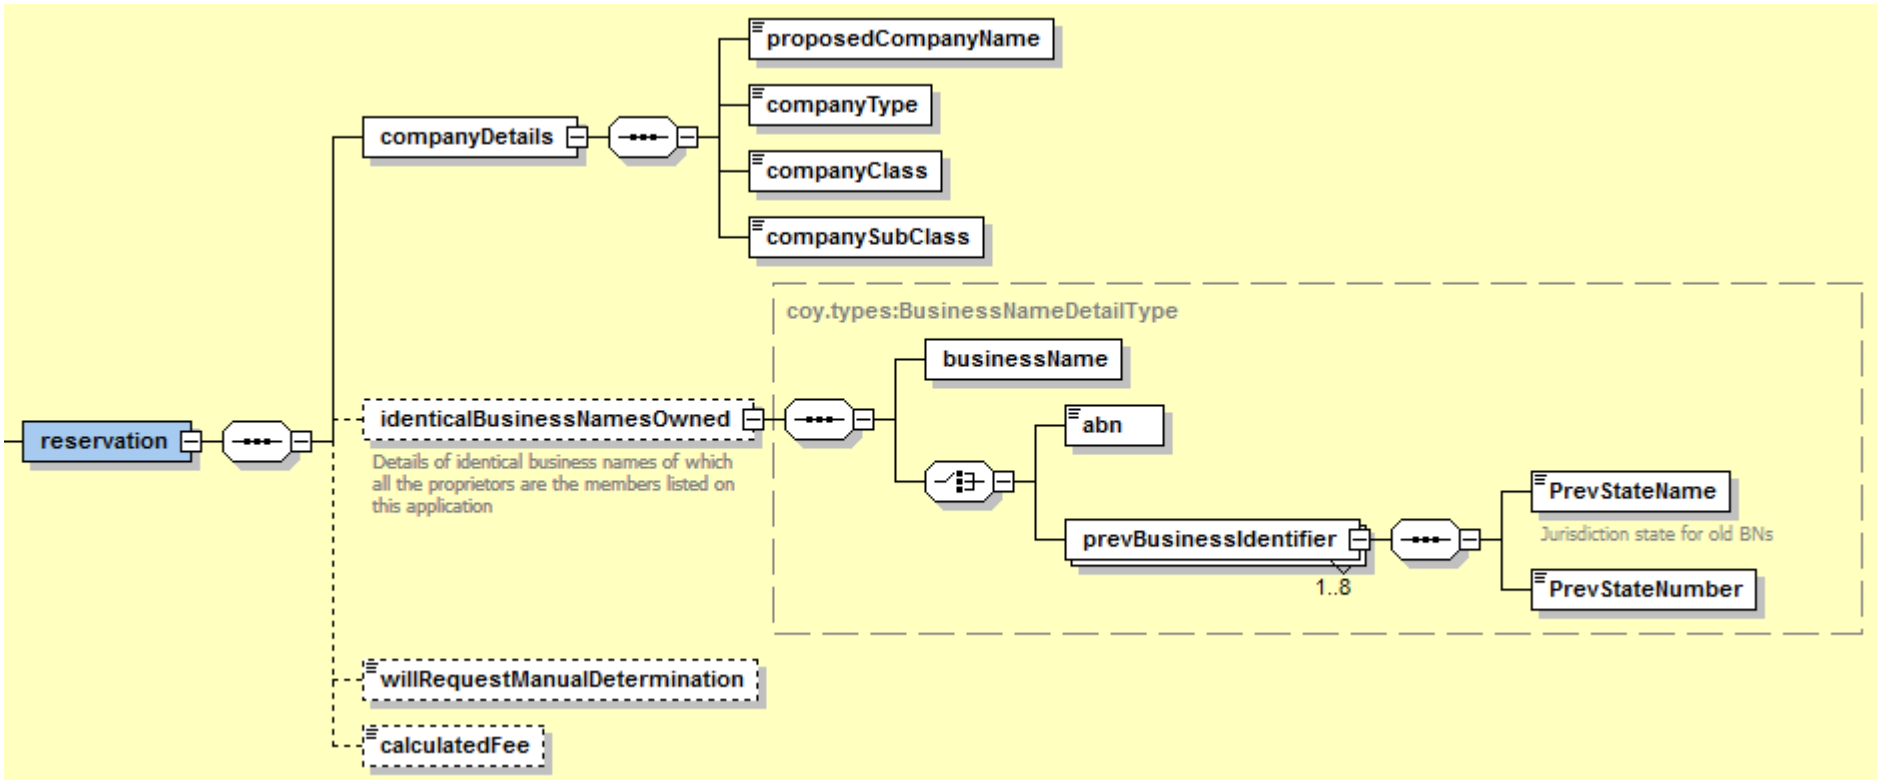 proposedCompanyName
companyType
companyDetails
companyClass
companySubClass
coy.types:BusinessNameDetailType
businessName
identicalBusinessNamesOwned
abn
reservation
Details of identical business names of which
all the proprietors are the members listed on
this application
PrevStateName
Jurisdiction state for old BNs
prevBusinessIdentifier
1..8
PrevStateNumber
willRequestManualDetermination
calculatedFee